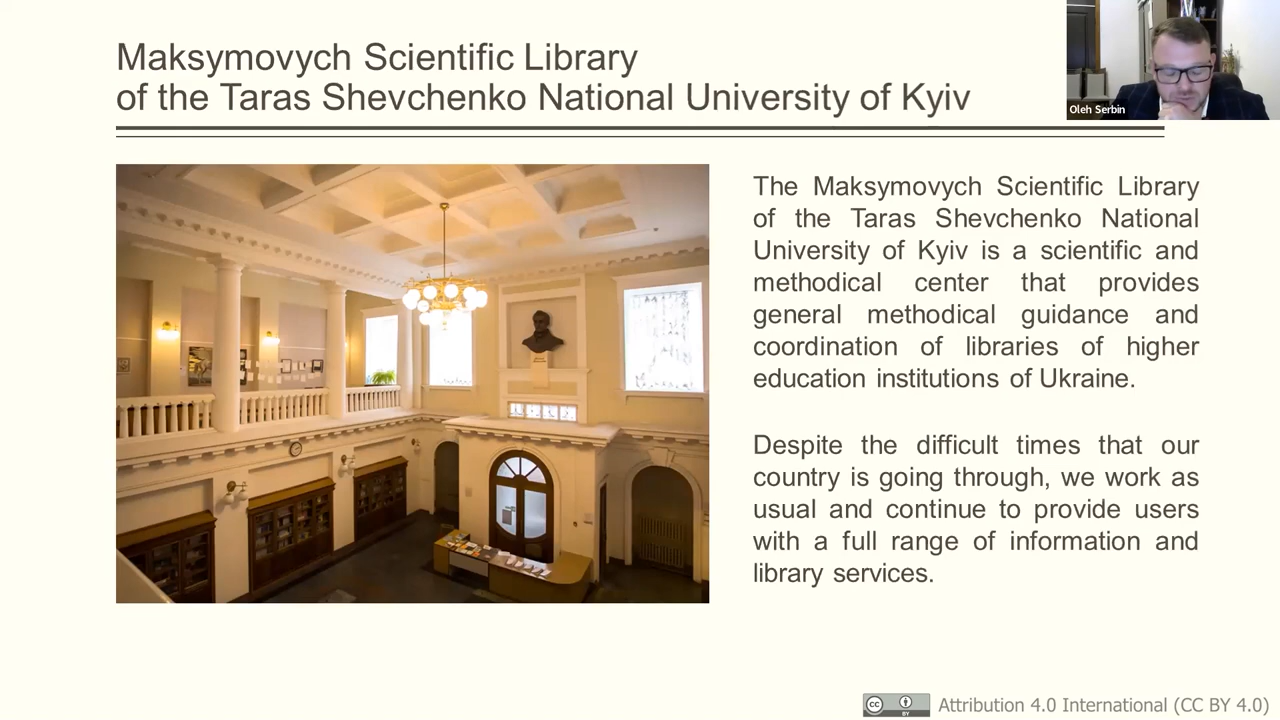 Maksymovych Scientific Library
of the Taras Shevchenko National University of Kyiv
Oleh Serbin
The Maksymovych Scientific Library
of the Taras Shevchenko National
University of Kyiv is a scientific and
methodical center that provides
general methodical guidance and
coordination of libraries of higher
education institutions of Ukraine.
Despite the difficult times that our
country is going through, we work as
usual and continue to provide users
with a full range of information and
library services.
cc BY Attribution 4.0 International (CC BY 4.0)